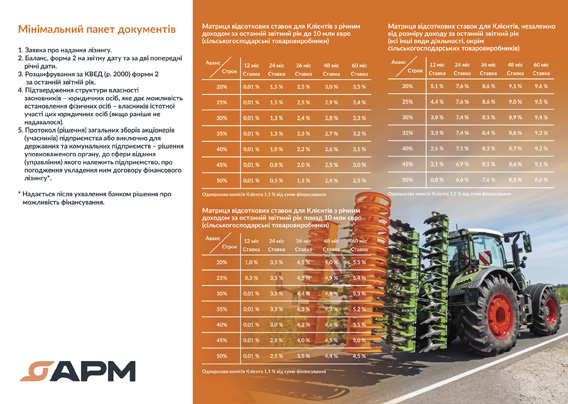 Мінімальний пакет документів
1. Заявка про надання лізингу.
2. Баланс, форма 2 на звітну дату та за дві попередні
річні дати.
3. Розшифрування за КВЕД (р. 2000) форми 2
за останній звітній рік.
4. Підтвердження структури власності
засновників – юридичних осіб, яке дає можливість
встановлення фізичних осіб – власників істотної
участі цих юридичних осіб (якщо раніше не
надавалося).
5. Протокол (рішення) загальних зборів акціонерів
(учасників) підприємства або виключно для
державних та комунальних підприємств – рішення
уповноваженого органу, до сфери відання
(управління) якого належить підприємство, про
погодження укладення ним договору фінансового
лізингу*.
* Надається після ухвалення банком рішення про
можливість фінансування.
АРМ
Матриця відсоткових ставок для Клієнтів з річним
доходом за останній звітний рік до 10 млн евро
(сільськогосподарські товаровиробники)
Аванс Строк 12 міс 24 міс 36 міс 48 міс 60 міс
Ставка Ставка Ставка Ставка Ставка
20% 0,01 % 1,5 % 2,5 % 3,0 % 3,5 %
25% 0,01 % 1,5 % 2,5 % 2,9 % 3,4 %
30% 0,01 % 1,3 % 2,4 % 2,8 % 3,3 %
35% 0,01 % 1,3 % 2,3 % 2,7 % 3,2 %
40% 0,01 % 1,0 % 2,2 % 2,6 % 3,1 %
45% 0,01 % 0,8 % 2,0 % 2,5 % 3,0 %
50% 0,01 % 0,5 % 1,5 % 2,4 % 2,5 %
Одноразова комісія Клієнта 1,5 % від суми фінансування
Матриця відсоткових ставок для Клієнтів з річним
доходом за останній звітний рік понад 10 млн евро
(сільськогосподарські товаровиробники)
Аванс Строк 12 міс 24 міс 36 міс 48 міс 60 міс
Ставка Ставка Ставка Ставка Ставка
20% 1,0 % 3,5 % 4,5 % 5,0 % 5,5 %
25% 0,3 % 3,5 % 4,5 % 4,9 % 5,4 %
30% 0,01 % 3,3 % 4,4 % 4,8 % 5,3 %
35% 0,01 % 3,3 % 4,3 % 4,7 % 5,2 %
40% 0,01 % 3,0 % 4,2 % 4,6 % 5,1 %
45% 0,01 % 2,8 % 4,0 % 4,5 % 5,0 %
50% 0,01 % 2,5 % 3,5 % 4,4 % 4,5 %
Одноразова комісія Клієнта 1,5 % від суми фінансування
Матриця відсоткових ставок для Клієнтів, незалежно
від розміру доходу за останній звітний рік
(всі інші види діяльності, окрім
сільськогосподарських товаровиробників)
Аванс Строк 12 міс 24 міс 36 міс 48 міс 60 міс
Ставка Ставка Ставка Ставка Ставка
20% 5,1 % 7,6 % 8,6 % 9,1 % 9,6 %
25% 4,4 % 7,6 % 8,6 % 9,0 % 9,5 %
30% 3,8 % 7,4 % 8,5 % 8,9 % 9,4 %
35% 3,3 % 7,4 % 8,4 % 8,8 % 9,3 %
40% 2,6 % 7,1 % 8,3 % 8,7 % 9,2 %
45% 2,1 % 6,9 % 8,1 % 8,6 % 9,1 %
50% 0,8 % 6,6 % 7,6 % 8,5 % 8,6 %
Одноразова комісія Клієнта 1,5 % від суми фінансування